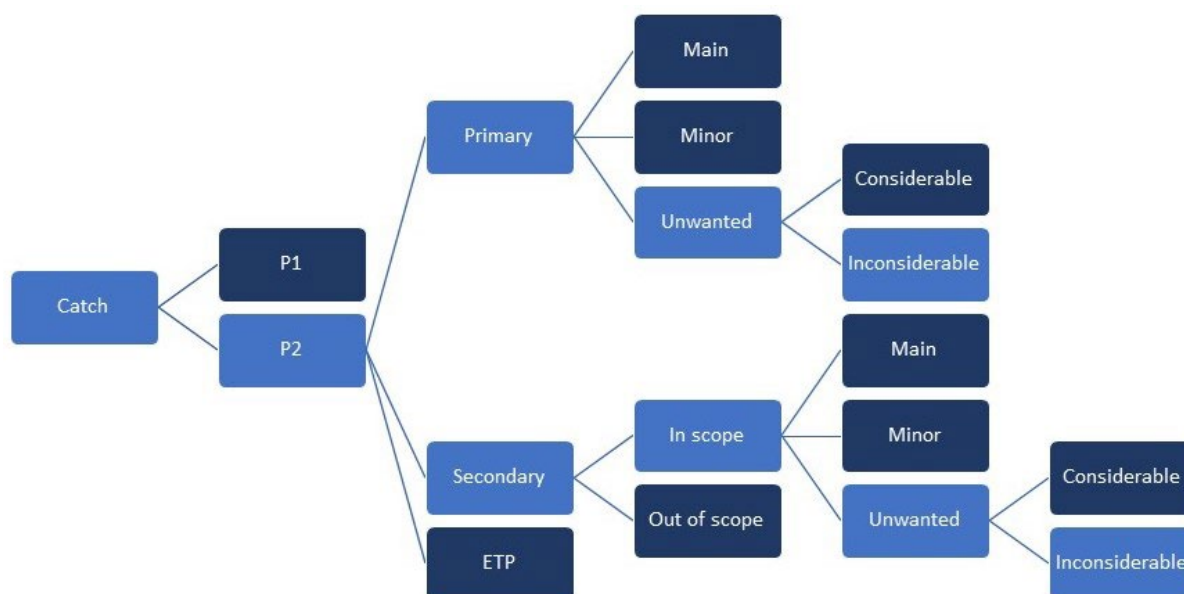 Main
Primary
Minor
Considerable
Unwanted
P1
Inconsiderable
Catch
P2
Main
In scope
Minor
Secondary
Considerable
Out of scope
Unwanted
ETP
Inconsiderable